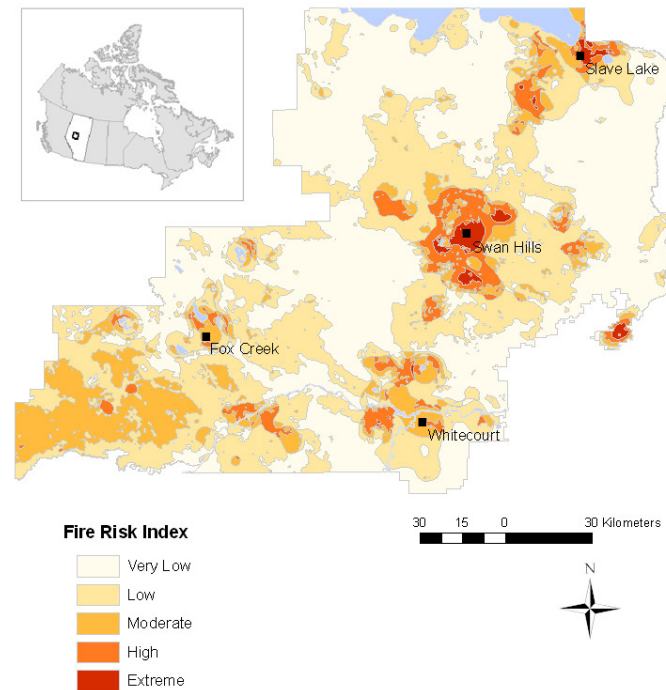 Slave Lake
Swan Hills
Fox Creek
Whitecourt
Fire Risk Index
Very Low
Low
Moderate
High
Extreme
30 15 0 30 Kilometers
N